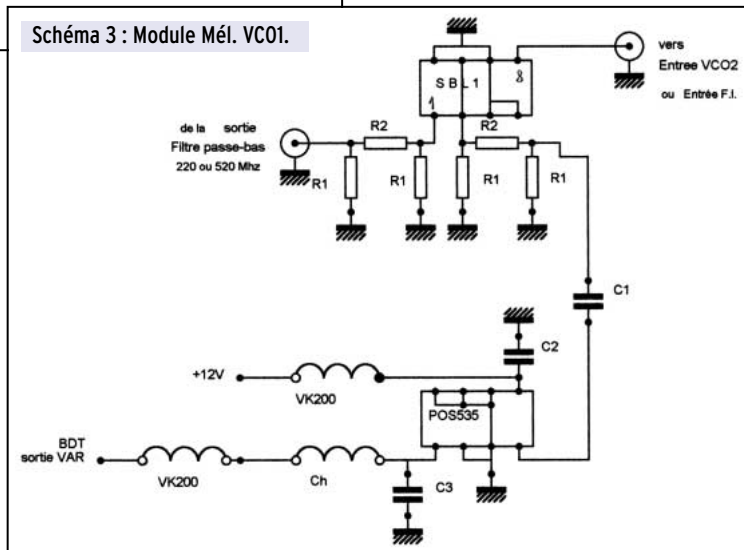 Schéma 3 : Module Mél. VCO1.
vers
Entree VCO2
ou Entrée F.I.
S B L 1
8
1
de la sortie
Filtre passe-bas
220 ou 520 Mhz
R2
R2
R1
R1
R1
R1
C1
C2
+12V
VK200
POS535
BDT
sortie VAR
VK200
Ch
C3